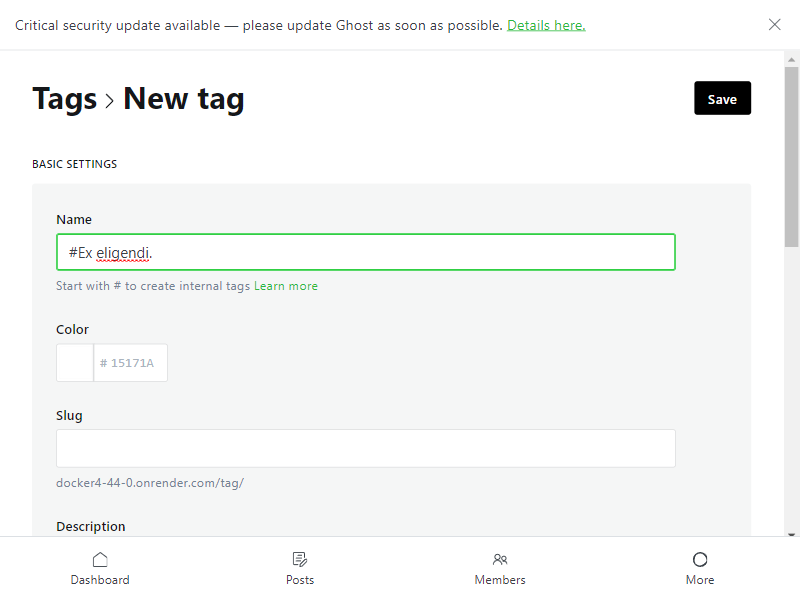 Critical security update available — please update Ghost as soon as possible. Details here.
Tags > New tag
Save
BASIC SETTINGS
Name
#Ex eligendi.
Start with # to create internal tags Learn more
Color
# 15171A
Slug
docker4-44-0.onrender.com/tag/
Description
Dashboard
Posts
Members
More